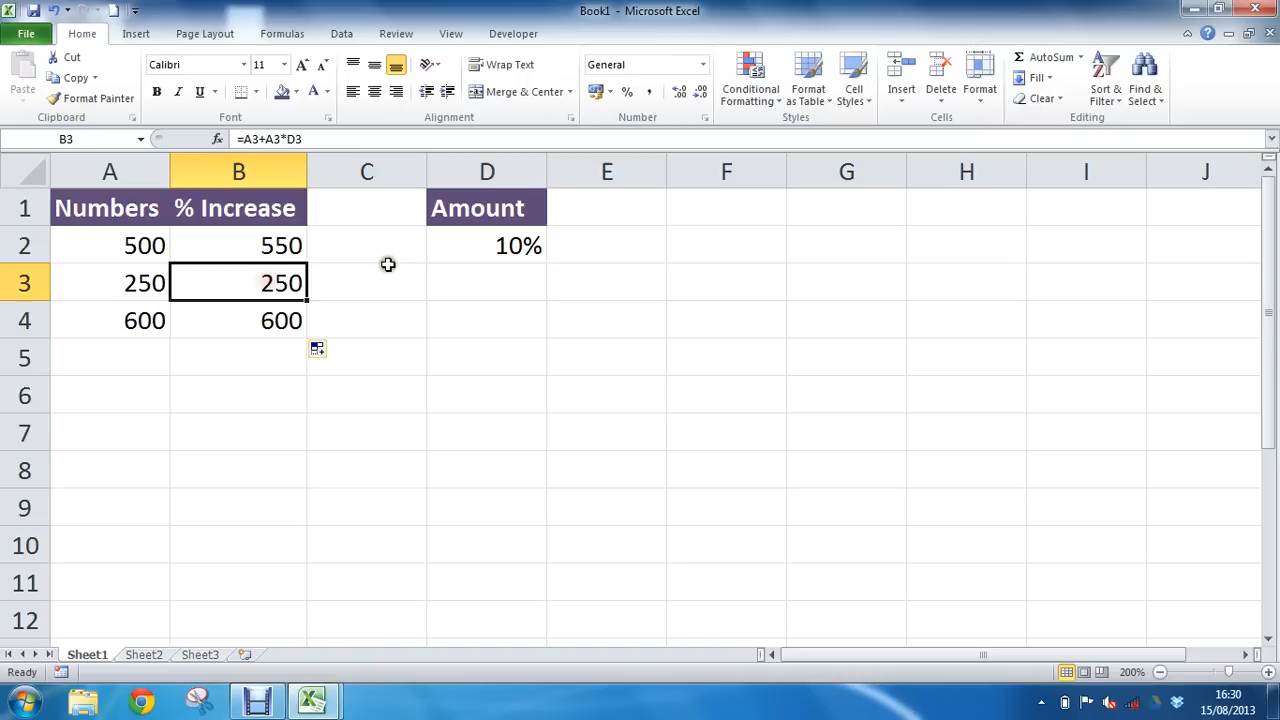 Book1 - Microsoft Excel
File Home Insert Page Layout Formulas Data Review View Developer
Paste
Cut
Copy
Format Painter
Clipboard
Calibri 11
B I U
Font
Wrap Text
Merge & Center
Alignment
General
%
Number
Conditional Formatting
Format as Table
Cell Styles
Styles
Insert
Delete
Format
Cells
AutoSum
Fill
Clear
Sort & Filter
Find & Select
Editing
B3 fx =A3+A3*D3
A B C D E F G H I J
1 Numbers % Increase Amount
2 500 550 10%
3 250 250
4 600 600
5
6
7
8
9
10
11
12
Sheet1 Sheet2 Sheet3
Ready 200%
16:30
15/08/2013